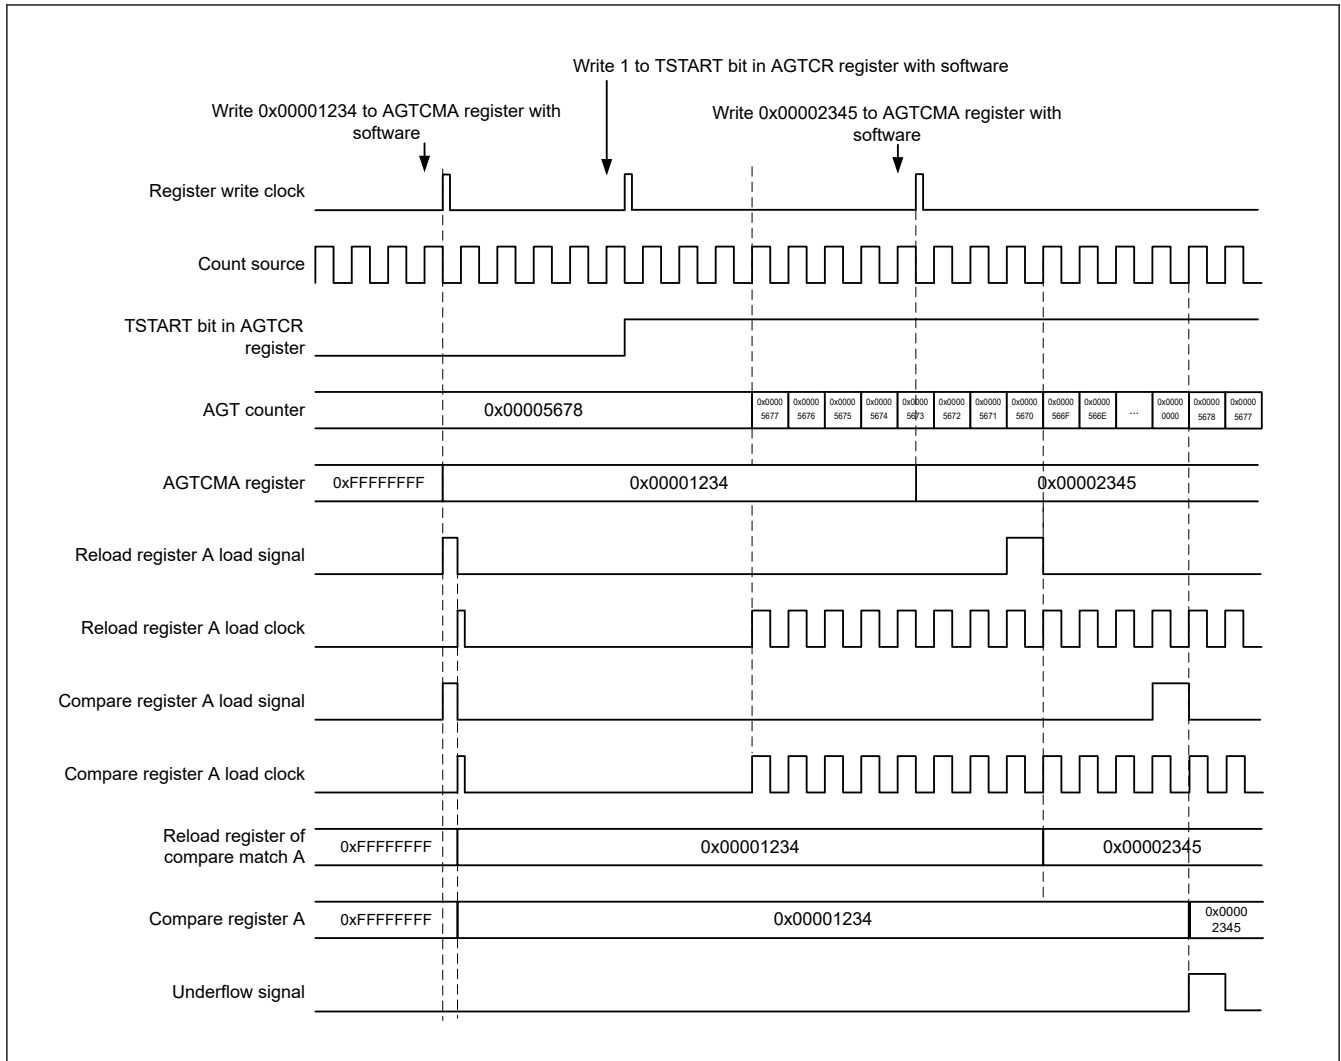 Write 1 to TSTART bit in AGTCR register with software
Write 0x00001234 to AGTCMA register with
software
Write 0x00002345 to AGTCMA register with
software
Register write clock
Count source
TSTART bit in AGTCR
register
AGT counter
0x00005678
0x0000 0x0000 0x0000 0x0000 0x0000 0x0000 0x0000 0x0000 0x0000 0x0000 ... 0x0000 0x0000 0x0000
5677 5676 5675 5674 5673 5672 5671 5670 566F 566E 0000 5678 5677
AGTCMA register
0xFFFFFFFF 0x00001234 0x00002345
Reload register A load signal
Reload register A load clock
Compare register A load signal
Compare register A load clock
Reload register of
compare match A
0xFFFFFFFF 0x00001234 0x00002345
Compare register A
0xFFFFFFFF 0x00001234
0x0000
2345
Underflow signal